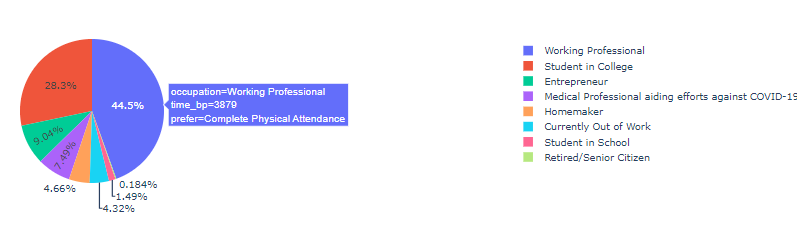 28.3%
44.5%
9.04%
7.49%
4.66%
4.32%
1.49%
0.184%
occupation=Working Professional
time_bp=3879
prefer=Complete Physical Attendance
Working Professional
Student in College
Entrepreneur
Medical Professional aiding efforts against COVID-19
Homemaker
Currently Out of Work
Student in School
Retired/Senior Citizen